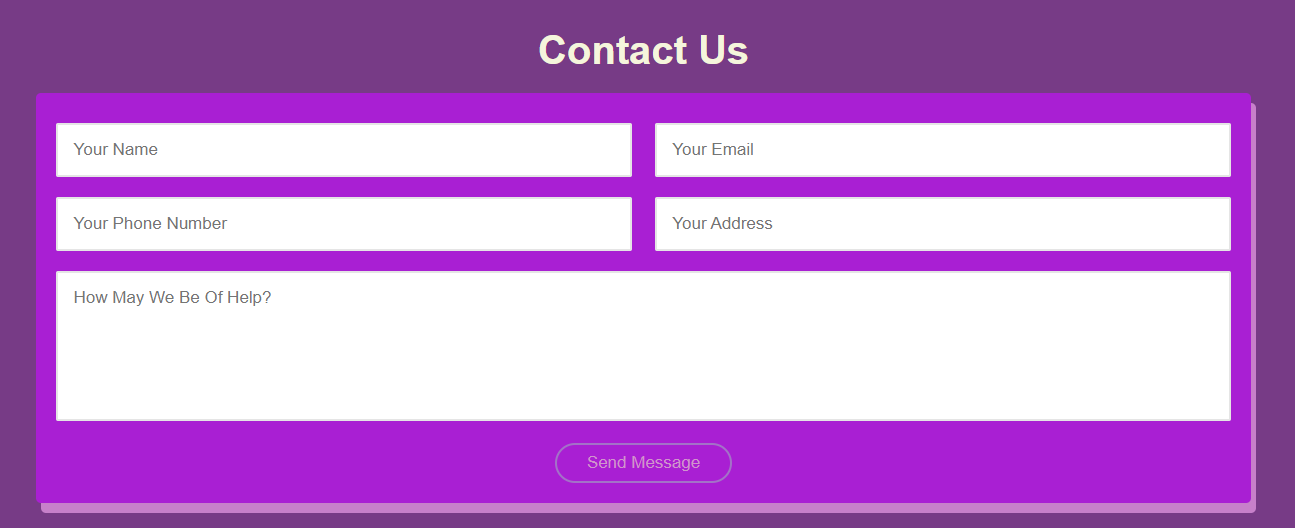 Contact Us
Your Name
Your Email
Your Phone Number
Your Address
How May We Be Of Help?
Send Message